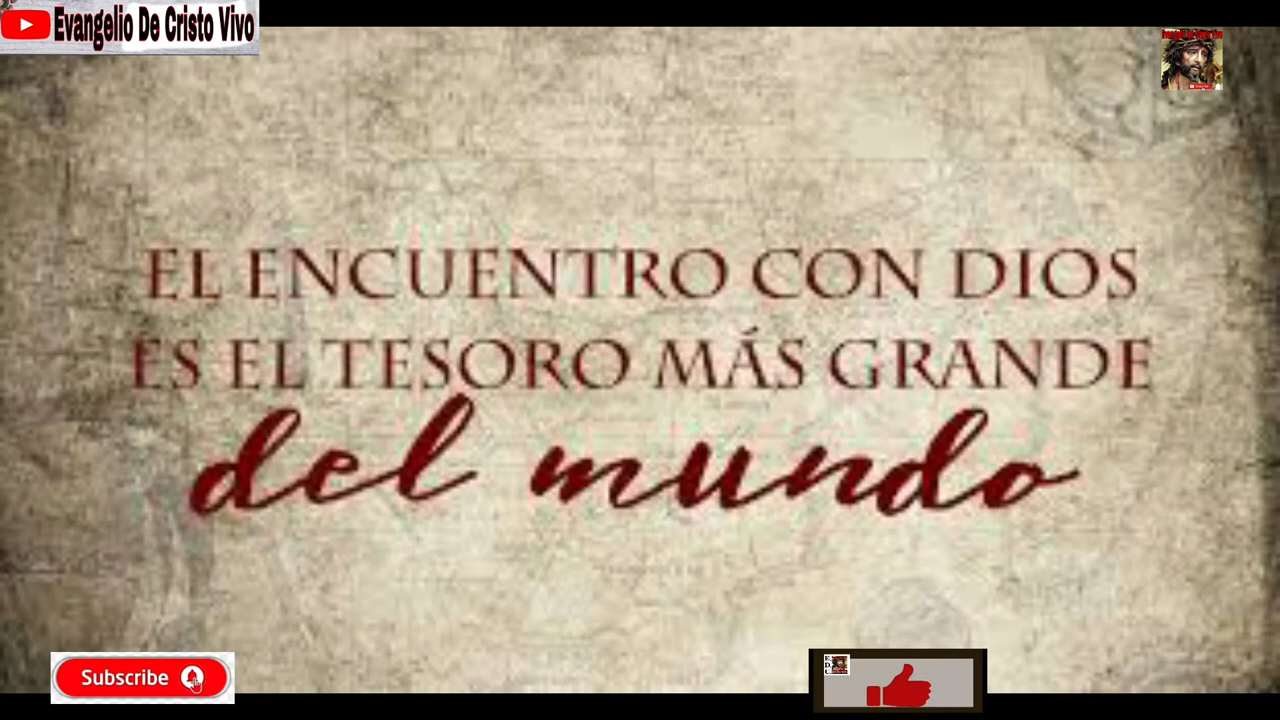 Evangelio De Cristo Vivo
EL ENCUENTRO CON DIOS
ES EL TESORO MÁS GRANDE
del mundo
Subscribe